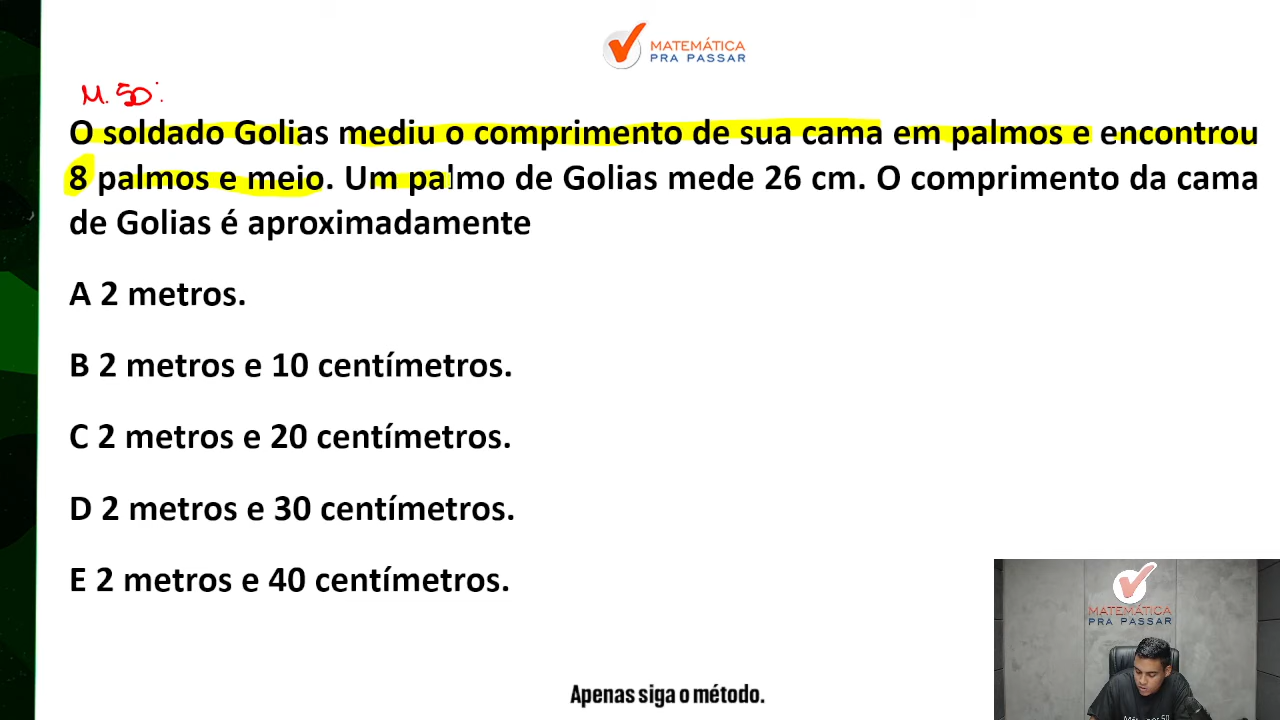 MATEMÁTICA
PRA PASSAR
M. 50:
O soldado Golias mediu o comprimento de sua cama em palmos e encontrou
8 palmos e meio. Um palmo de Golias mede 26 cm. O comprimento da cama
de Golias é aproximadamente
A 2 metros.
B 2 metros e 10 centímetros.
C 2 metros e 20 centímetros.
D 2 metros e 30 centímetros.
E 2 metros e 40 centímetros.
MATEMÁTICA
PRA PASSAR
Apenas siga o método.